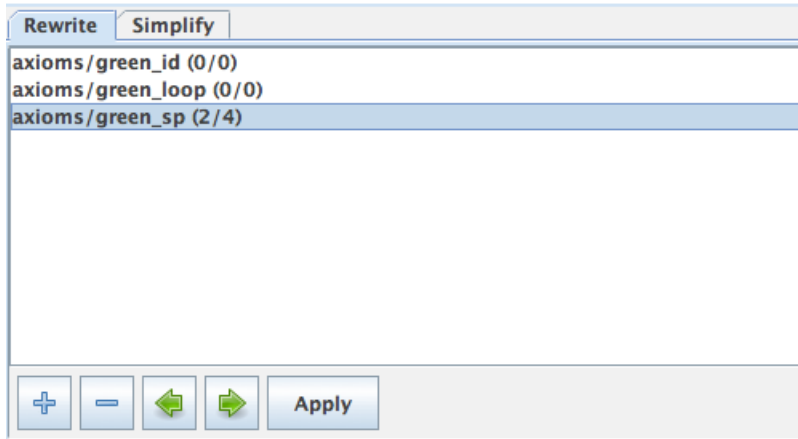 Rewrite Simplify
axioms/green_id (0/0)
axioms/green_loop (0/0)
axioms/green_sp (2/4)
Apply